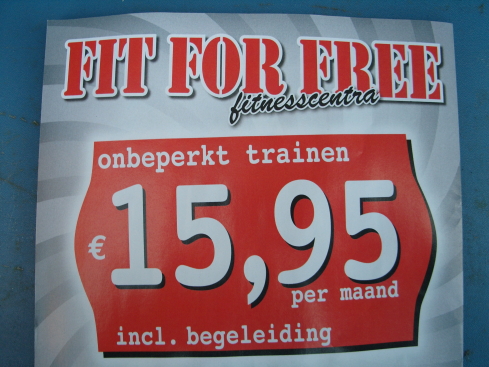 FIT FOR FREE
fitnesscentra
onbeperkt trainen
€ 15,95
per maand
incl. begeleiding